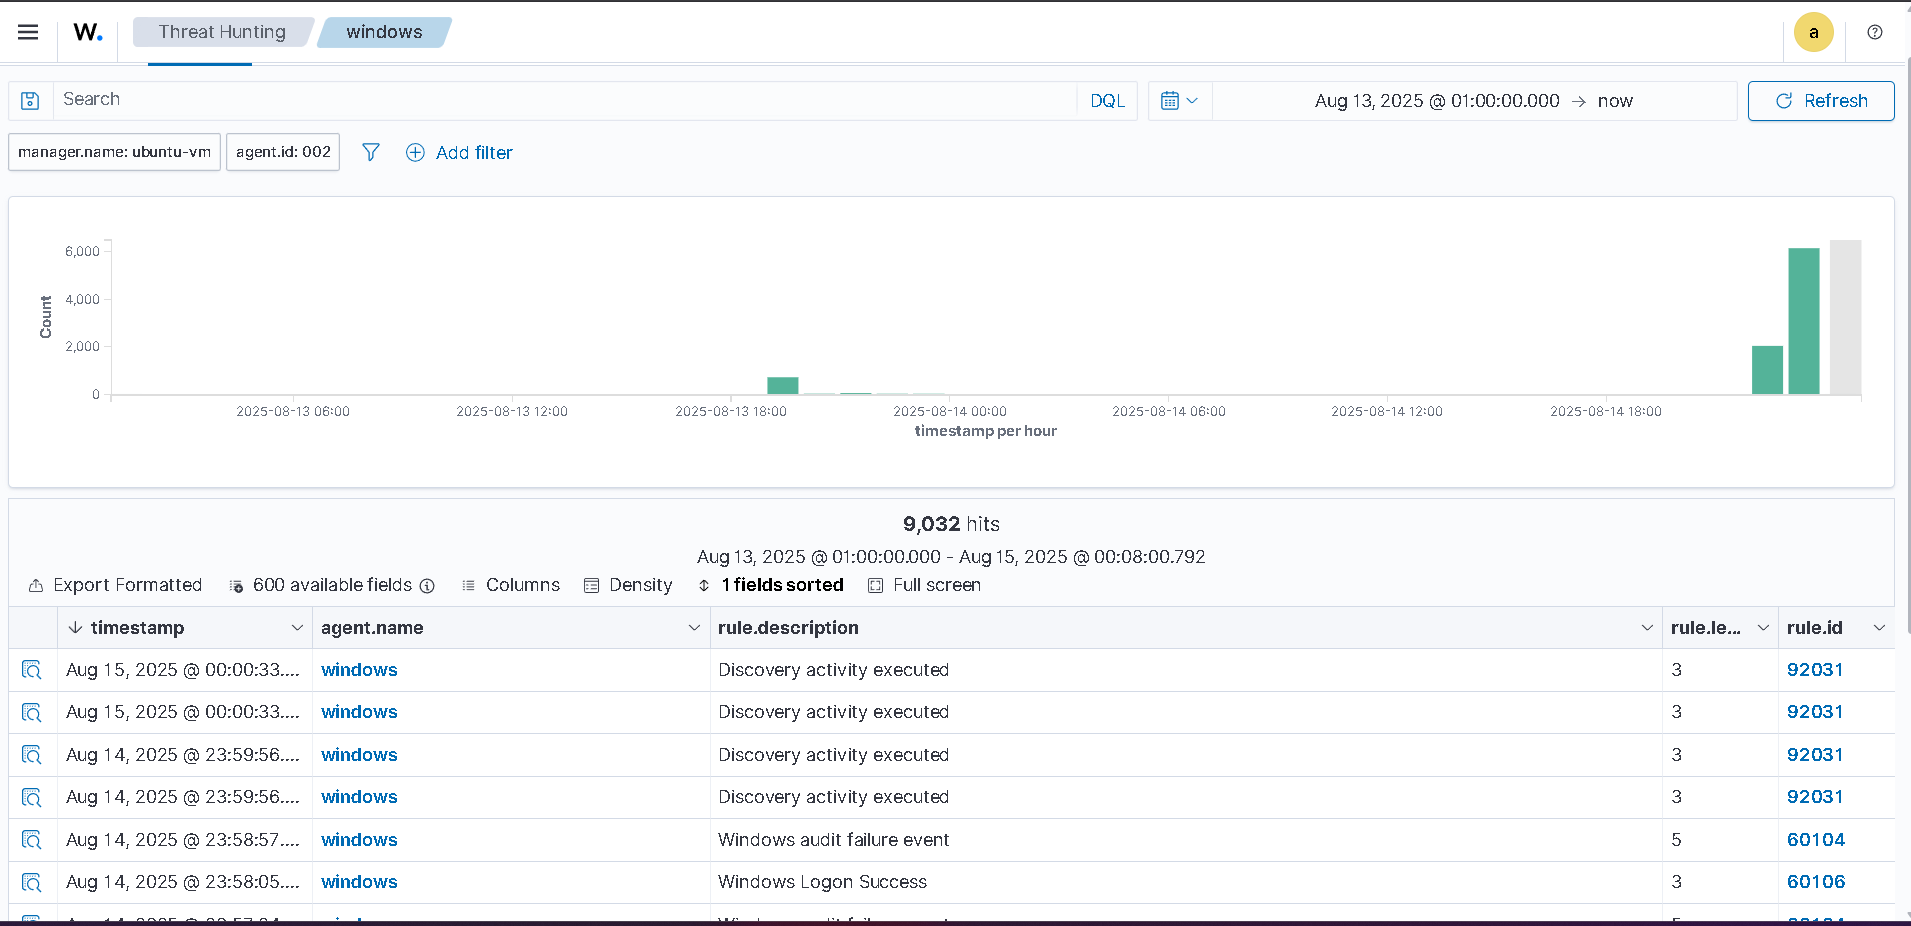 W. Threat Hunting windows a
Search DQL Aug 13, 2025 @ 01:00:00.000 → now Refresh
manager.name: ubuntu-vm agent.id: 002 Add filter
6,000
4,000
2,000
0
Count
2025-08-13 06:00 2025-08-13 12:00 2025-08-13 18:00 2025-08-14 00:00 2025-08-14 06:00 2025-08-14 12:00 2025-08-14 18:00
timestamp per hour
9,032 hits
Aug 13, 2025 @ 01:00:00.000 - Aug 15, 2025 @ 00:08:00.792
Export Formatted 600 available fields Columns Density 1 fields sorted Full screen
timestamp agent.name rule.description rule.le... rule.id
Aug 15, 2025 @ 00:00:33.... windows Discovery activity executed 3 92031
Aug 15, 2025 @ 00:00:33.... windows Discovery activity executed 3 92031
Aug 14, 2025 @ 23:59:56.... windows Discovery activity executed 3 92031
Aug 14, 2025 @ 23:59:56.... windows Discovery activity executed 3 92031
Aug 14, 2025 @ 23:58:57.... windows Windows audit failure event 5 60104
Aug 14, 2025 @ 23:58:05.... windows Windows Logon Success 3 60106